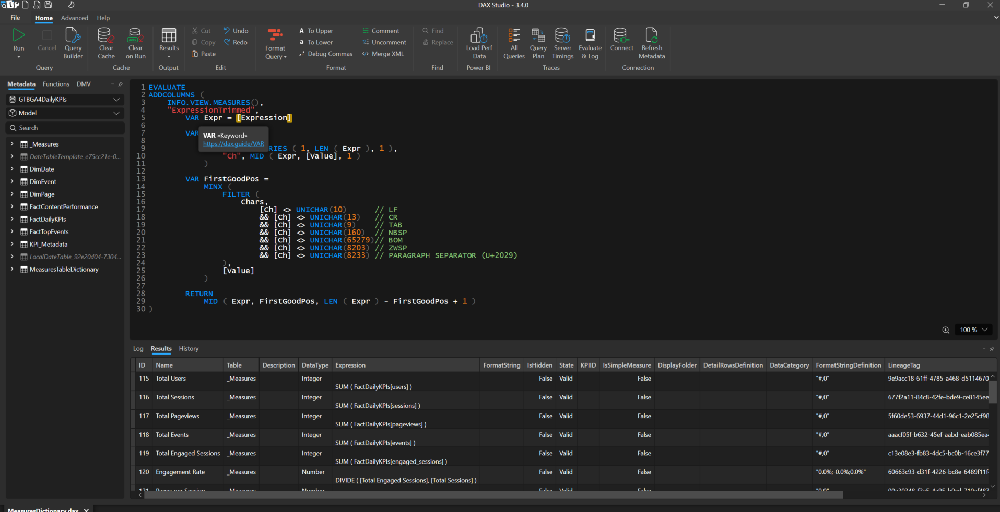 DAX Studio - 3.4.0
File Home Advanced Help
Run Cancel Query Builder Clear Cache Clear on Run Results Cut Copy Paste Undo Redo
Format Query A To Upper a To Lower Debug Commas Comment Uncomment Merge XML Find Replace
Load Perf Data All Queries Query Plan Server Timings Evaluate & Log Connect Refresh Metadata
Query Cache Output Edit Format Find Power BI Traces Connection
Metadata Functions DMV
GTBGA4DailyKPIs
Model
Search
_Measures
DateTableTemplate_e75cc21e-0...
DimDate
DimEvent
DimPage
FactContentPerformance
FactDailyKPIs
FactTopEvents
KPI_Metadata
LocalDateTable_92e20d04-7304...
MeasuresTableDictionary
1 EVALUATE
2 ADDCOLUMNS (
3 INFO.VIEW.MEASURES(),
4 "ExpressionTrimmed",
5 VAR Expr = [Expression]
6
7 VAR
VAR «Keyword»
https://dax.guide/VAR
8
9 RIES ( 1, LEN ( Expr ), 1 ),
10 "Ch", MID ( Expr, [Value], 1 )
11 )
12
13 VAR FirstGoodPos =
14 MINX (
15 FILTER (
16 Chars,
17 [Ch] <> UNICHAR(10) // LF
18 && [Ch] <> UNICHAR(13) // CR
19 && [Ch] <> UNICHAR(9) // TAB
20 && [Ch] <> UNICHAR(160) // NBSP
21 && [Ch] <> UNICHAR(65279)// BOM
22 && [Ch] <> UNICHAR(8203) // ZWSP
23 && [Ch] <> UNICHAR(8233) // PARAGRAPH SEPARATOR (U+2029)
24 ),
25 [Value]
26 )
27
28 RETURN
29 MID ( Expr, FirstGoodPos, LEN ( Expr ) - FirstGoodPos + 1 )
30 )
100 %
Log Results History
ID Name Table Description DataType Expression FormatString IsHidden State KPIID IsSimpleMeasure DisplayFolder DetailRowsDefinition DataCategory FormatStringDefinition LineageTag
115 Total Users _Measures Integer SUM ( FactDailyKPIs[users] ) False Valid False "#,0" 9e9acc18-61ff-4785-a468-d5114670
116 Total Sessions _Measures Integer SUM ( FactDailyKPIs[sessions] ) False Valid False "#,0" 677f2a11-84c8-42fe-bde9-ce8145ee
117 Total Pageviews _Measures Integer SUM ( FactDailyKPIs[pageviews] ) False Valid False "#,0" 5f60de53-6937-44d1-96c1-2e25cf98
118 Total Events _Measures Integer SUM ( FactDailyKPIs[events] ) False Valid False "#,0" aaacf05f-b632-45ef-aabd-eab085ea
119 Total Engaged Sessions _Measures Integer SUM ( FactDailyKPIs[engaged_sessions] ) False Valid False "#,0" c13e08e3-fb83-4dc5-bc0b-16ce3f77
120 Engagement Rate _Measures Number DIVIDE ( [Total Engaged Sessions], [Total Sessions] ) False Valid False "0.0%;-0.0%;0.0%" 60663c93-d31f-4226-bc8e-6489f11f
121 Pages per Session _Measures Number False Valid False "0.0"
MeasuresDictionary.dax